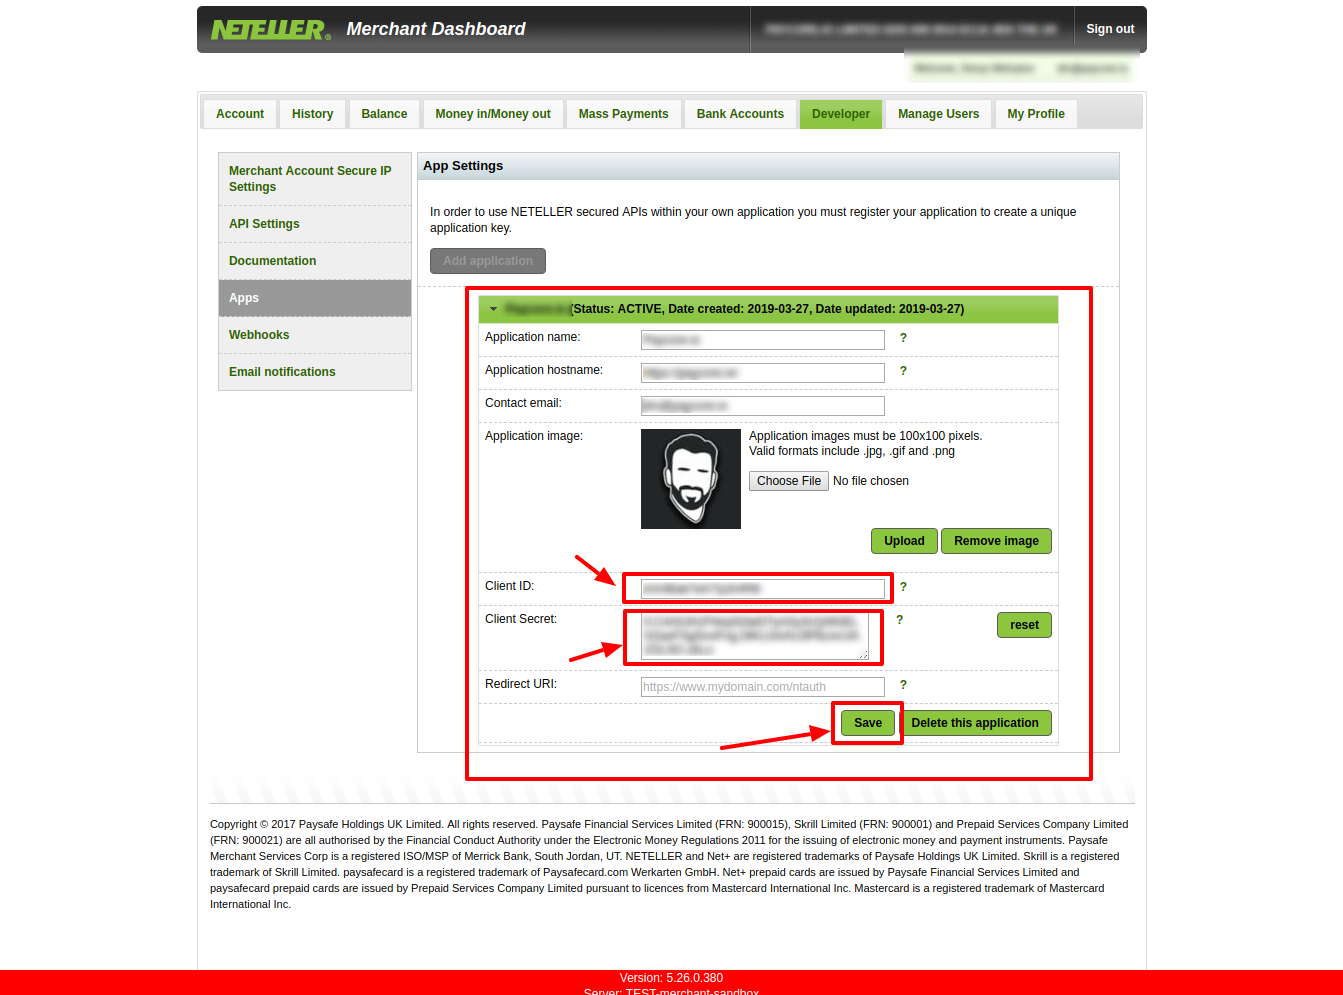 NETELLER® Merchant Dashboard
Sign out
Account History Balance Money in/Money out Mass Payments Bank Accounts Developer Manage Users My Profile
Merchant Account Secure IP
Settings
API Settings
Documentation
Apps
Webhooks
Email notifications
App Settings
In order to use NETELLER secured APIs within your own application you must register your application to create a unique
application key.
Add application
(Status: ACTIVE, Date created: 2019-03-27, Date updated: 2019-03-27)
Application name: ?
Application hostname: ?
Contact email:
Application image:
Application images must be 100x100 pixels.
Valid formats include .jpg, .gif and .png
Choose File No file chosen
Upload Remove image
Client ID: ?
Client Secret: ? reset
Redirect URI: https://www.mydomain.com/ntauth ?
Save Delete this application
Copyright © 2017 Paysafe Holdings UK Limited. All rights reserved. Paysafe Financial Services Limited (FRN: 900015), Skrill Limited (FRN: 900001) and Prepaid Services Company Limited
(FRN: 900021) are all authorised by the Financial Conduct Authority under the Electronic Money Regulations 2011 for the issuing of electronic money and payment instruments. Paysafe
Merchant Services Corp is a registered ISO/MSP of Merrick Bank, South Jordan, UT. NETELLER and Net+ are registered trademarks of Paysafe Holdings UK Limited. Skrill is a registered
trademark of Skrill Limited. paysafecard is a registered trademark of Paysafecard.com Werkarten GmbH. Net+ prepaid cards are issued by Paysafe Financial Services Limited and
paysafecard prepaid cards are issued by Prepaid Services Company Limited pursuant to licences from Mastercard International Inc. Mastercard is a registered trademark of Mastercard
International Inc.
Version: 5.26.0.380
Server: TEST-merchant-sandbox